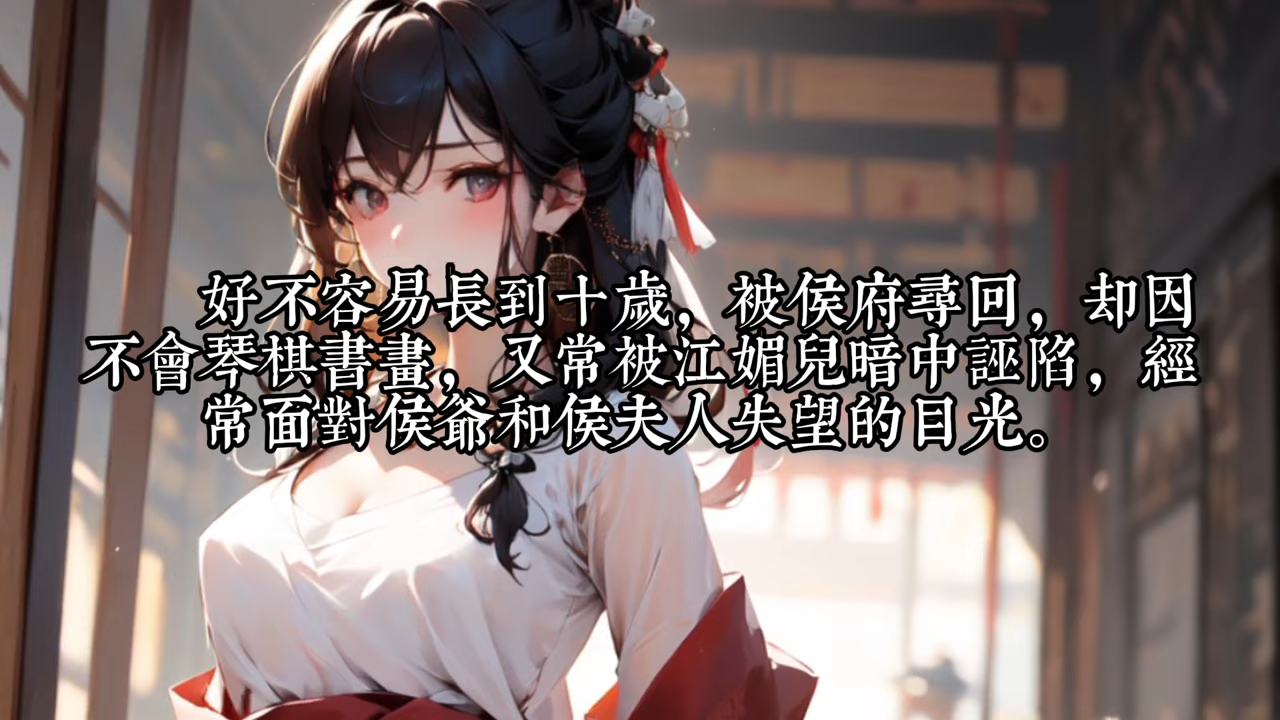 好不容易長到十歲，被侯府尋回，却因
不會琴棋書畫，又常被江媚兒暗中誣陷，經
常面對侯爺和侯夫人失望的目光。